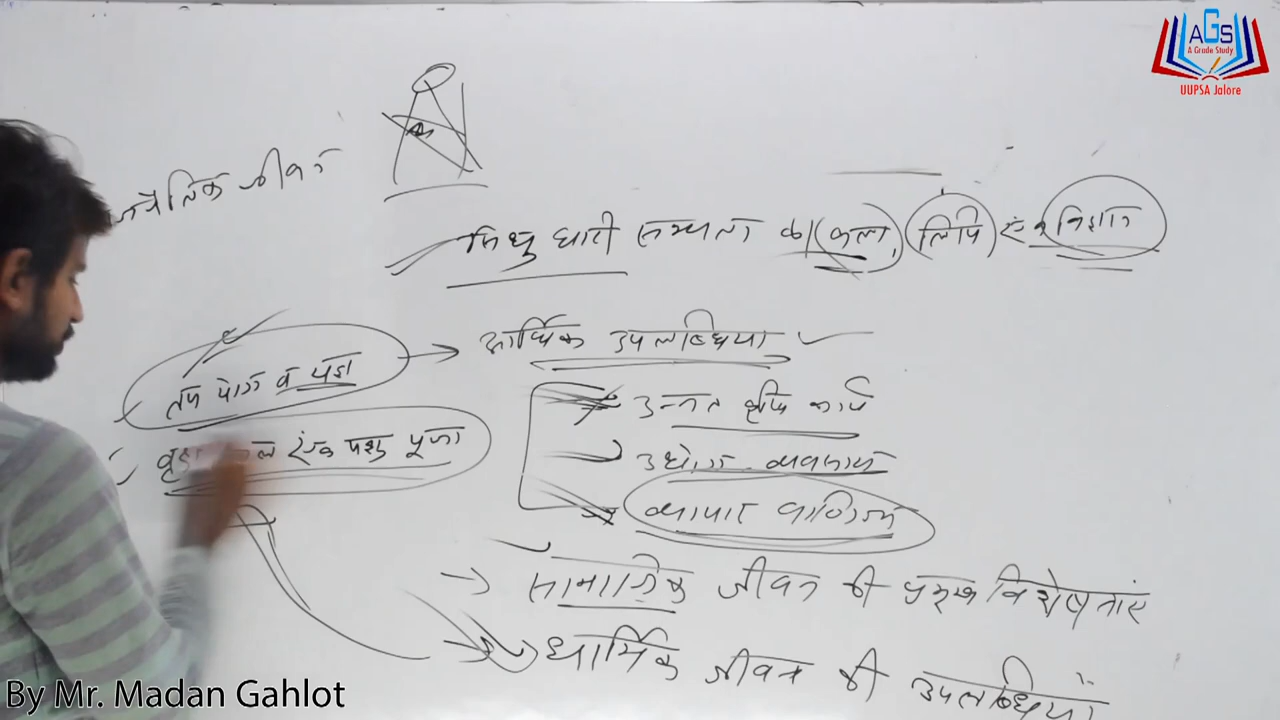 AGS
A Grade Study
UUPSA Jalore
जीवन
सिंधु घाटी सभ्यता का कला, लिपि एंव विज्ञान
आर्थिक उपलब्धिया
उन्नत कृषि कार्य
उधोग व्यवसाय
व्यापार वाणिज्य
व पूजा
एंव पशु पूजा
सामाजिक जीवन की प्रमुख विशेषताएं
धार्मिक जीवन की उपलब्धियाँ
By Mr. Madan Gahlot